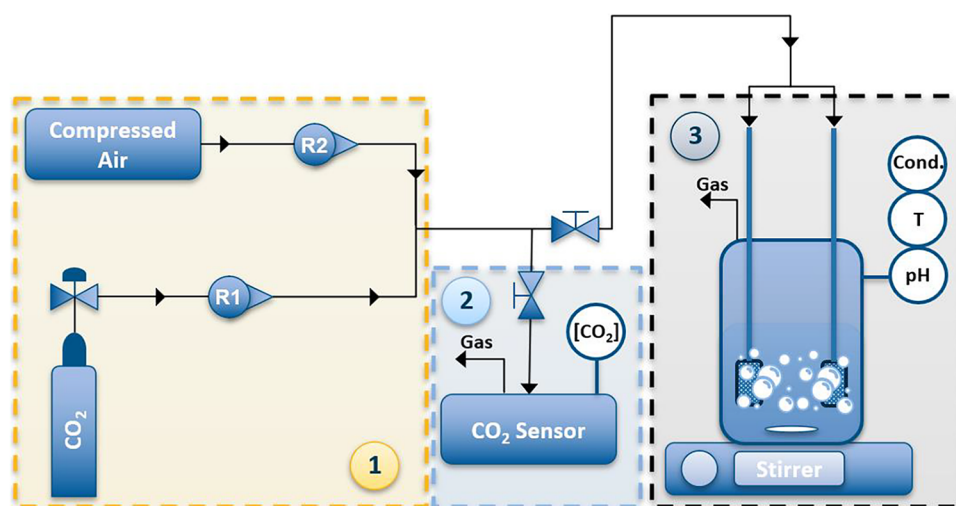 Compressed
Air
R2
CO₂
R1
1
2
Gas
[CO₂]
CO₂ Sensor
3
Gas
Cond.
T
pH
Stirrer